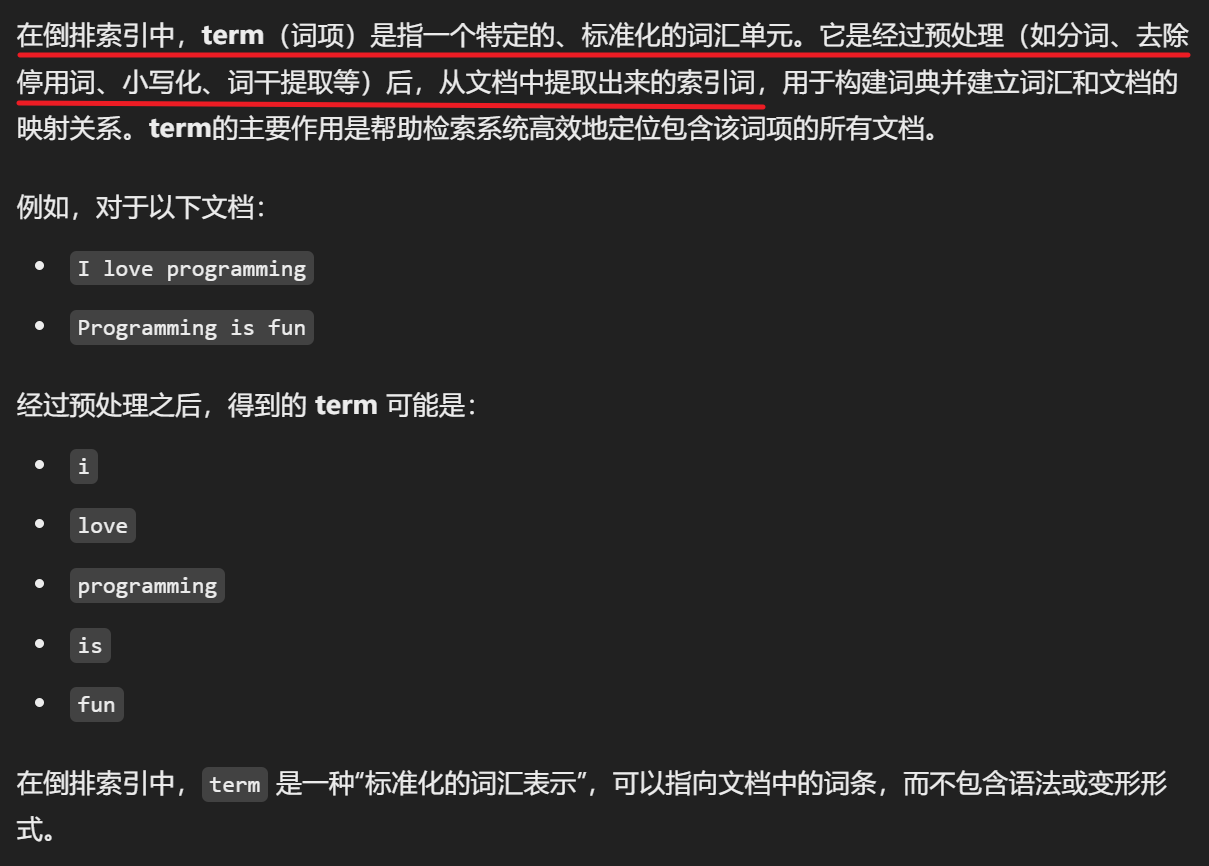 在倒排索引中，term（词项）是指一个特定的、标准化的词汇单元。它是经过预处理（如分词、去除
停用词、小写化、词干提取等）后，从文档中提取出来的索引词，用于构建词典并建立词汇和文档的
映射关系。term的主要作用是帮助检索系统高效地定位包含该词项的所有文档。
例如，对于以下文档：
• I love programming
• Programming is fun
经过预处理之后，得到的 term 可能是：
• i
• love
• programming
• is
• fun
在倒排索引中， term 是一种“标准化的词汇表示”，可以指向文档中的词条，而不包含语法或变形形
式。